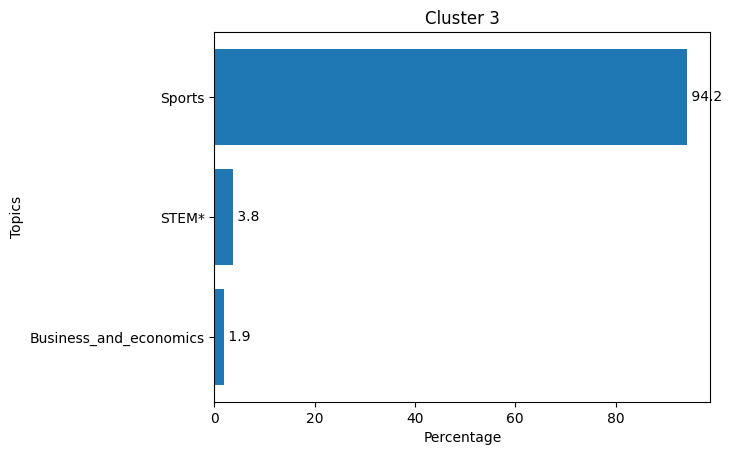 Cluster 3
Topics
Sports
94.2
STEM*
3.8
Business_and_economics
1.9
0
20
40
60
80
Percentage